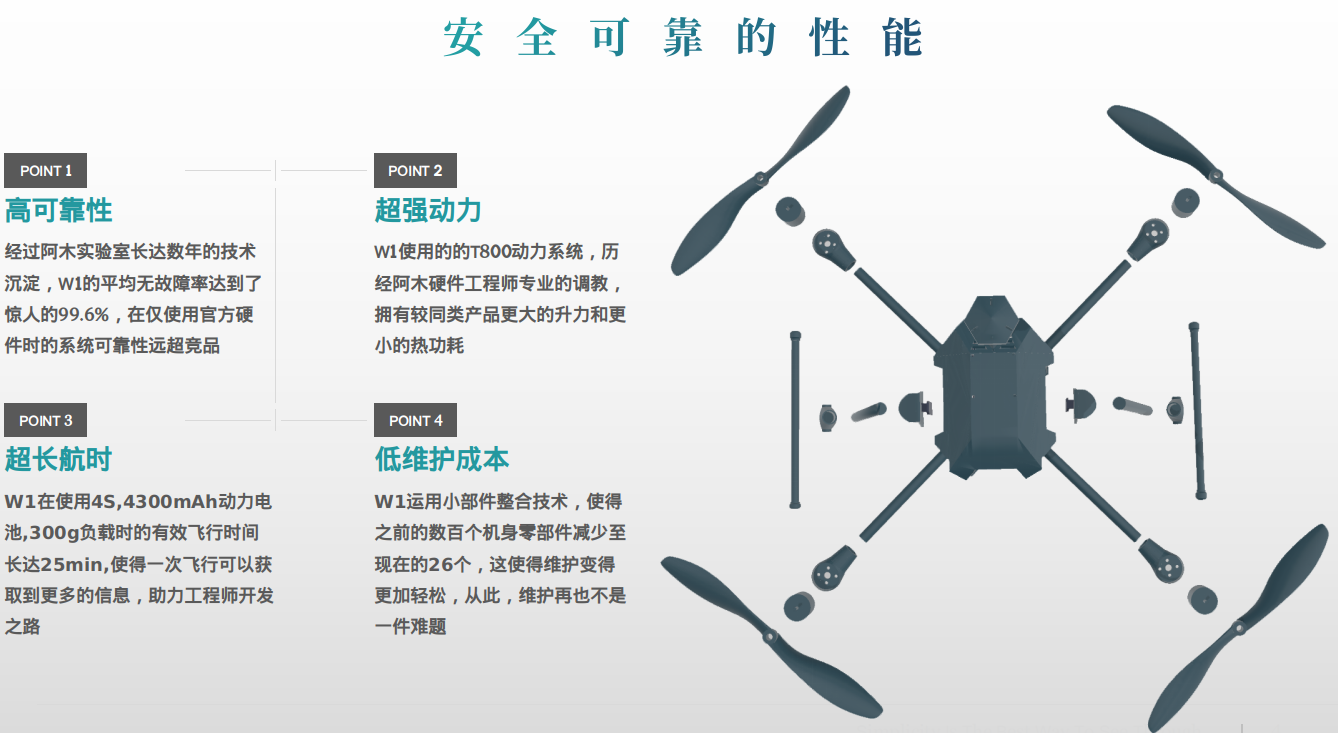 安全可靠的性能
POINT 1
高可靠性
经过阿木实验室长达数年的技术
沉淀，W1的平均无故障率达到了
惊人的99.6%，在仅使用官方硬
件时的系统可靠性远超竞品
POINT 2
超强动力
W1使用的的T800动力系统，历
经阿木硬件工程师专业的调教，
拥有较同类产品更大的升力和更
小的热功耗
POINT 3
超长航时
W1在使用4S,4300mAh动力电
池,300g负载时的有效飞行时间
长达25min,使得一次飞行可以获
取到更多的信息，助力工程师开发
之路
POINT 4
低维护成本
W1运用小部件整合技术，使得
之前的数百个机身零部件减少至
现在的26个，这使得维护变得
更加轻松，从此，维护再也不是
一件难题